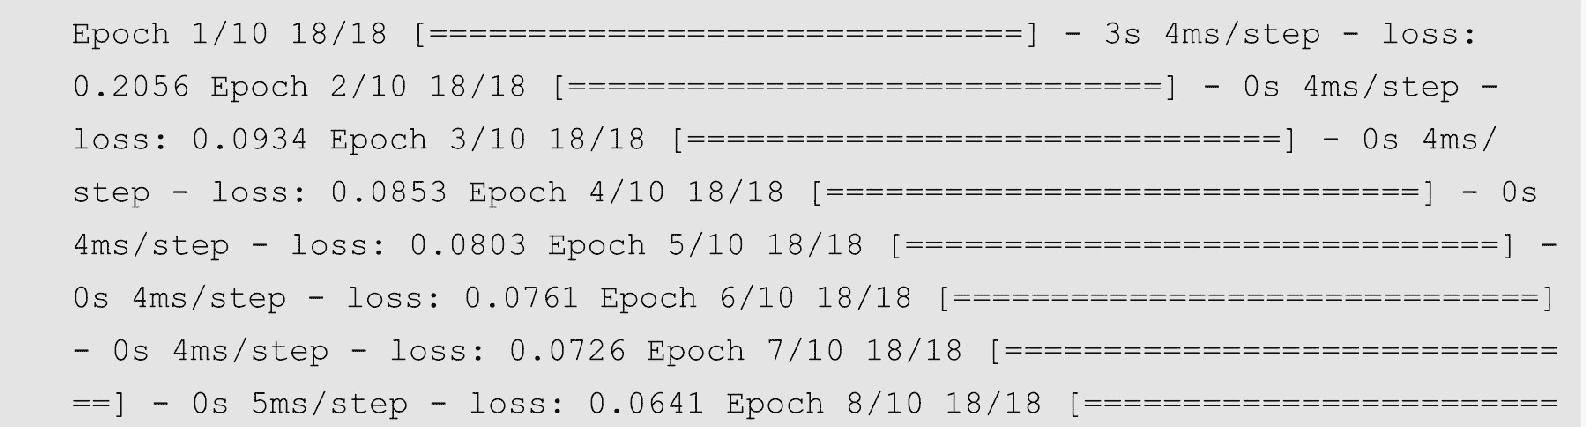 Epoch 1/10 18/18 [==============================] - 3s 4ms/step - loss:
0.2056 Epoch 2/10 18/18 [==============================] - 0s 4ms/step -
loss: 0.0934 Epoch 3/10 18/18 [==============================] - 0s 4ms/
step - loss: 0.0853 Epoch 4/10 18/18 [==============================] - 0s
4ms/step - loss: 0.0803 Epoch 5/10 18/18 [==============================] -
0s 4ms/step - loss: 0.0761 Epoch 6/10 18/18 [==============================]
- 0s 4ms/step - loss: 0.0726 Epoch 7/10 18/18 [============================
==] - 0s 5ms/step - loss: 0.0641 Epoch 8/10 18/18 [========================